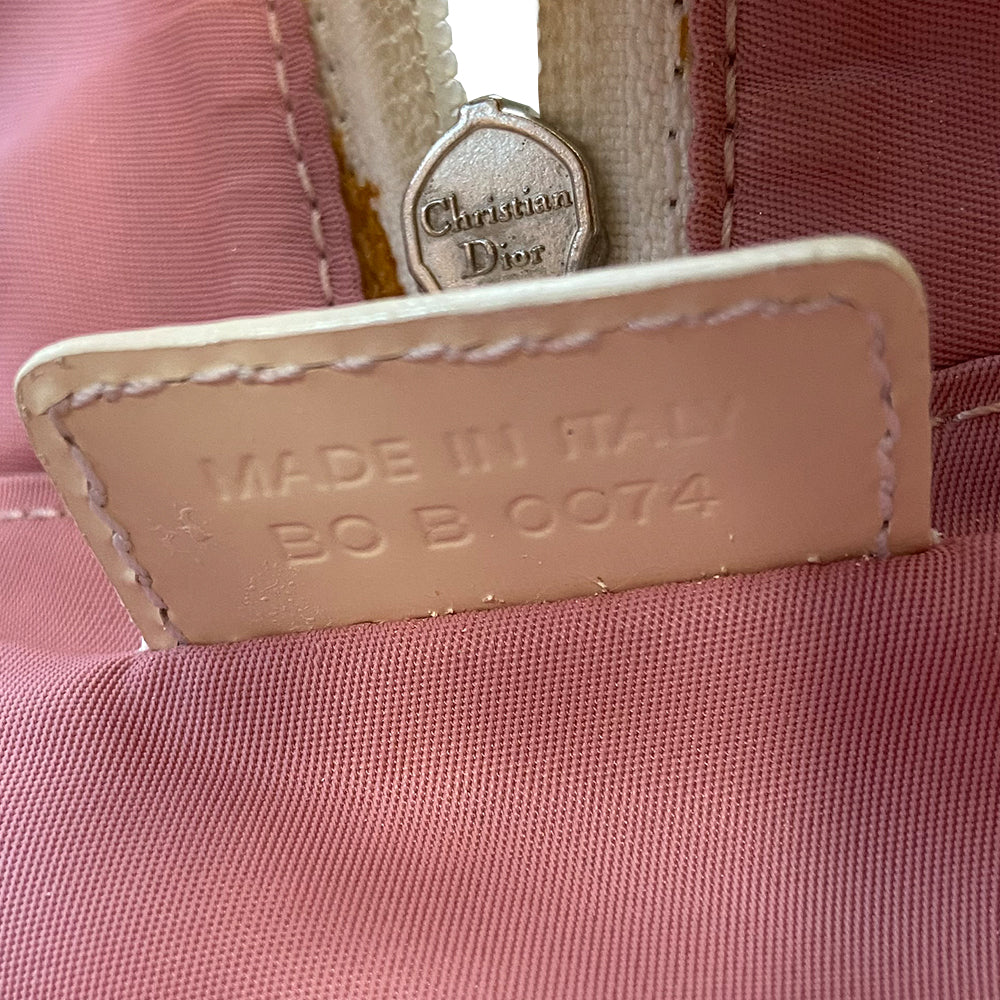 Christian
Dior
MADE IN ITALY
BO B 0074